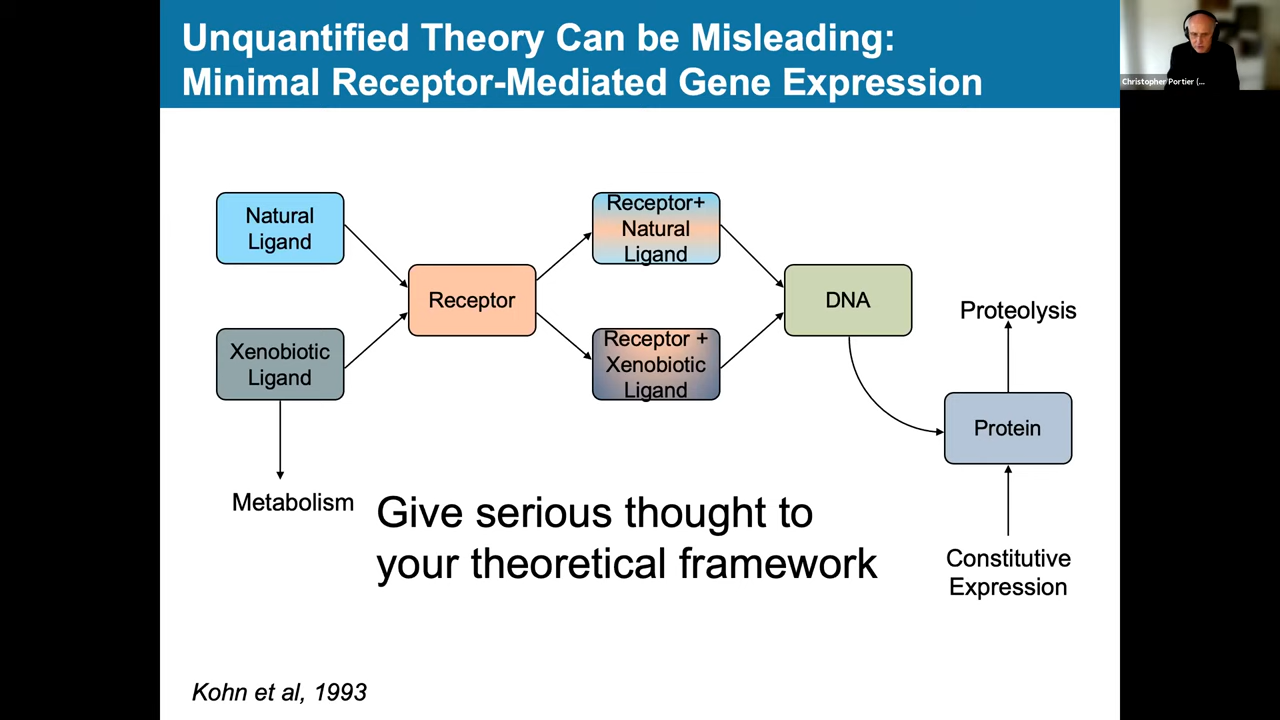 Unquantified Theory Can be Misleading:
Minimal Receptor-Mediated Gene Expression
Christopher Portier (...
Natural
Ligand
Xenobiotic
Ligand
Metabolism
Receptor
Receptor+
Natural
Ligand
Receptor +
Xenobiotic
Ligand
DNA
Proteolysis
Protein
Constitutive
Expression
Give serious thought to
your theoretical framework
Kohn et al, 1993